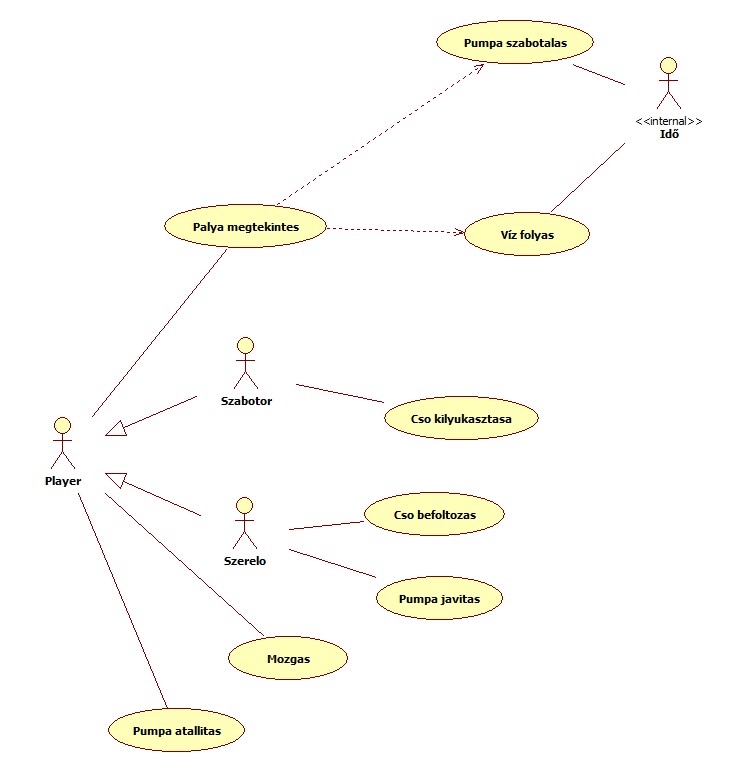 Pumpa szabotalas
<<internal>>
Idő
Palya megtekintes
Víz folyas
Szabotor
Cso kilyukasztasa
Player
Cso befoltozas
Szerelo
Pumpa javitas
Mozgas
Pumpa atallitas